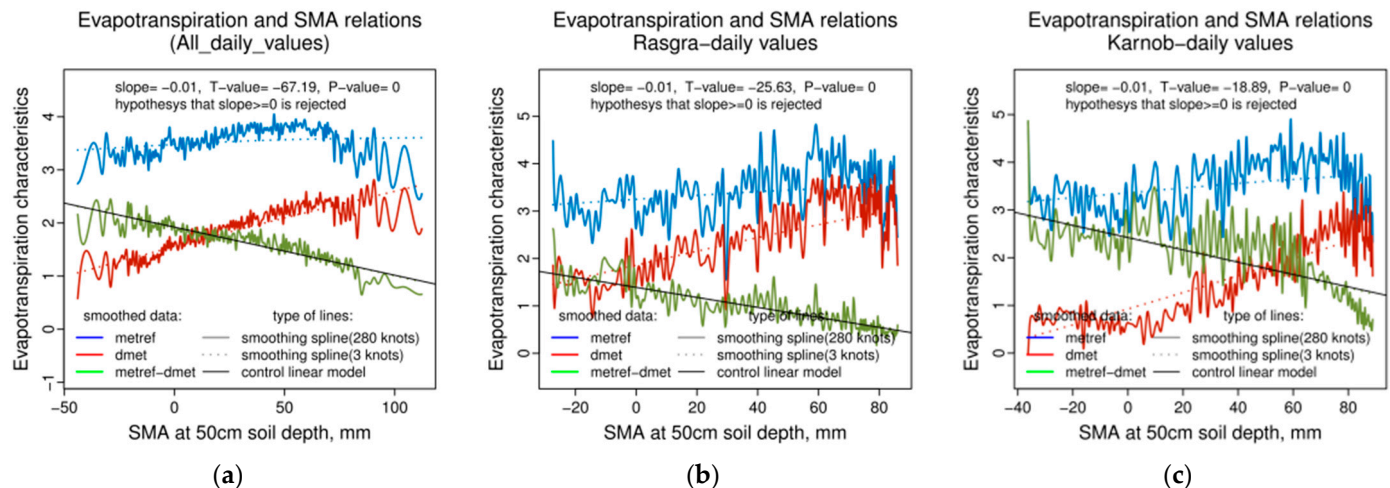 Evapotranspiration and SMA relations
(All_daily_values)
slope= −0.01, T−value= −67.19, P−value= 0
hypothesys that slope>=0 is rejected
Evapotranspiration characteristics
4
3
2
1
0
−1
smoothed data:
metref
dmet
metref−dmet
type of lines:
smoothing spline(280 knots)
smoothing spline(3 knots)
control linear model
−50
0
50
100
SMA at 50cm soil depth, mm
(a)
Evapotranspiration and SMA relations
Rasgra−daily values
slope= −0.01, T−value= −25.63, P−value= 0
hypothesys that slope>=0 is rejected
Evapotranspiration characteristics
5
4
3
2
1
0
smoothed data:
metref
dmet
metref−dmet
type of lines:
smoothing spline(280 knots)
smoothing spline(3 knots)
control linear model
−20
0
20
40
60
80
SMA at 50cm soil depth, mm
(b)
Evapotranspiration and SMA relations
Karnob−daily values
slope= −0.01, T−value= −18.89, P−value= 0
hypothesys that slope>=0 is rejected
Evapotranspiration characteristics
5
4
3
2
1
0
smoothed data:
metref
dmet
metref−dmet
type of lines:
smoothing spline(280 knots)
smoothing spline(3 knots)
control linear model
−40
−20
0
20
40
60
80
SMA at 50cm soil depth, mm
(c)